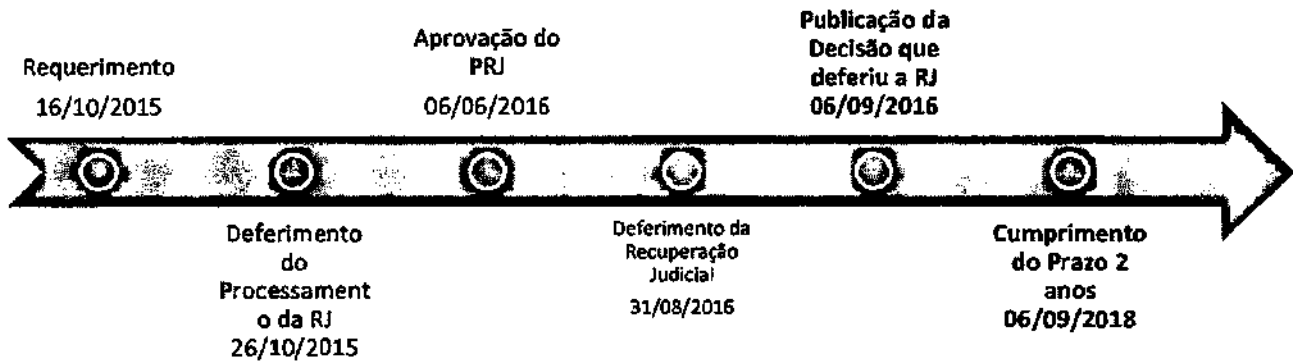 Requerimento
16/10/2015
Deferimento
do
Processament
o da RJ
26/10/2015
Aprovação do
PRJ
06/06/2016
Deferimento da
Recuperação
Judicial
31/08/2016
Publicação da
Decisão que
deferiu a RJ
06/09/2016
Cumprimento
do Prazo 2
anos
06/09/2018